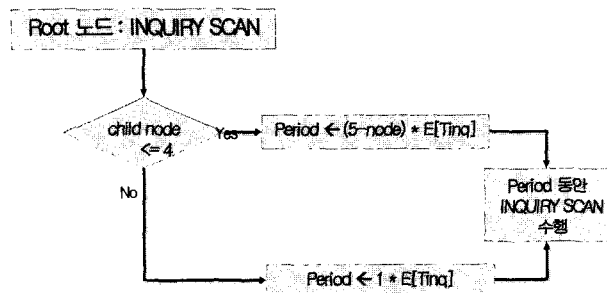 Root 노드 : INQUIRY SCAN
child node
<= 4
Yes
Period ← (5-node) * E[Tinq]
No
Period 동안
INQUIRY SCAN
수행
Period ← 1 * E[Tinq]